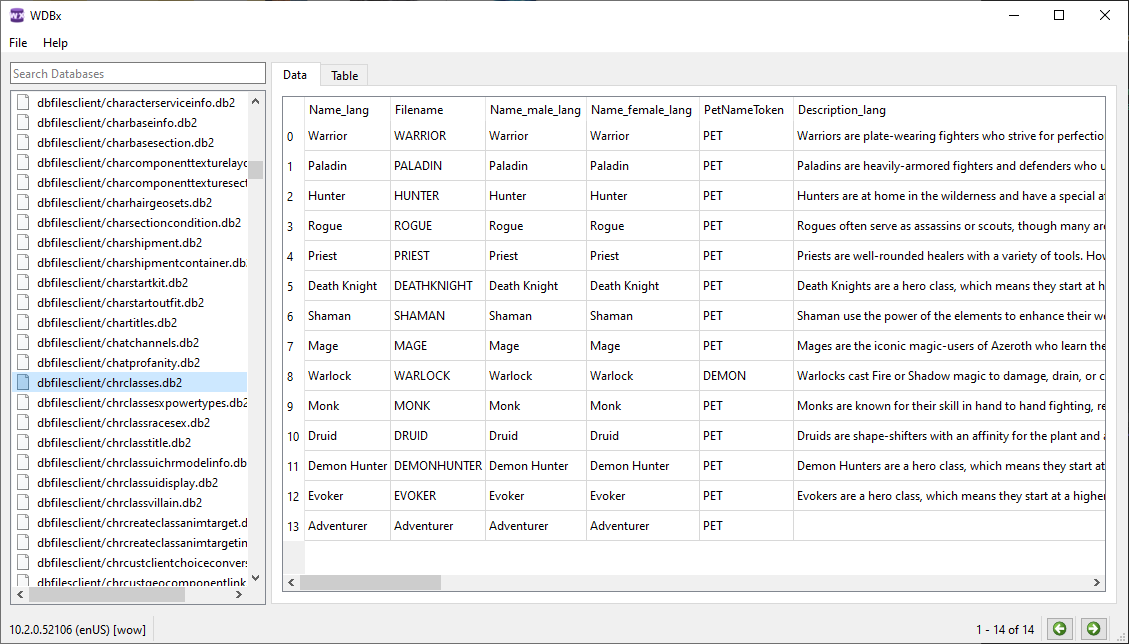 WDBx
File Help
Search Databases
dbfilesclient/characterserviceinfo.db2
dbfilesclient/charbaseinfo.db2
dbfilesclient/charbasesection.db2
dbfilesclient/charcomponenttexturelayo
dbfilesclient/charcomponenttexturesect
dbfilesclient/charhairgeosets.db2
dbfilesclient/charsectioncondition.db2
dbfilesclient/charshipment.db2
dbfilesclient/charshipmentcontainer.db.
dbfilesclient/charstartkit.db2
dbfilesclient/charstartoutfit.db2
dbfilesclient/chartitles.db2
dbfilesclient/chatchannels.db2
dbfilesclient/chatprofanity.db2
dbfilesclient/chrclasses.db2
dbfilesclient/chrclassesxpowertypes.db2
dbfilesclient/chrclassracesex.db2
dbfilesclient/chrclasstitle.db2
dbfilesclient/chrclassuichrmodelinfo.db
dbfilesclient/chrclassuidisplay.db2
dbfilesclient/chrclassvillain.db2
dbfilesclient/chrcreateclassanimtarget.d
dbfilesclient/chrcreateclassanimtargetin
dbfilesclient/chrcustclientchoiceconvers
dbfilesclient/chrcustgeocomponentlink
Data Table
Name_lang Filename Name_male_lang Name_female_lang PetNameToken Description_lang
0 Warrior WARRIOR Warrior Warrior PET Warriors are plate-wearing fighters who strive for perfectio
1 Paladin PALADIN Paladin Paladin PET Paladins are heavily-armored fighters and defenders who u
2 Hunter HUNTER Hunter Hunter PET Hunters are at home in the wilderness and have a special a
3 Rogue ROGUE Rogue Rogue PET Rogues often serve as assassins or scouts, though many are
4 Priest PRIEST Priest Priest PET Priests are well-rounded healers with a variety of tools. How
5 Death Knight DEATHKNIGHT Death Knight Death Knight PET Death Knights are a hero class, which means they start at h
6 Shaman SHAMAN Shaman Shaman PET Shaman use the power of the elements to enhance their we
7 Mage MAGE Mage Mage PET Mages are the iconic magic-users of Azeroth who learn the
8 Warlock WARLOCK Warlock Warlock DEMON Warlocks cast Fire or Shadow magic to damage, drain, or c
9 Monk MONK Monk Monk PET Monks are known for their skill in hand to hand fighting, re
10 Druid DRUID Druid Druid PET Druids are shape-shifters with an affinity for the plant and a
11 Demon Hunter DEMONHUNTER Demon Hunter Demon Hunter PET Demon Hunters are a hero class, which means they start at
12 Evoker EVOKER Evoker Evoker PET Evokers are a hero class, which means they start at a higher
13 Adventurer Adventurer Adventurer Adventurer PET
10.2.0.52106 (enUS) [wow]
1 - 14 of 14